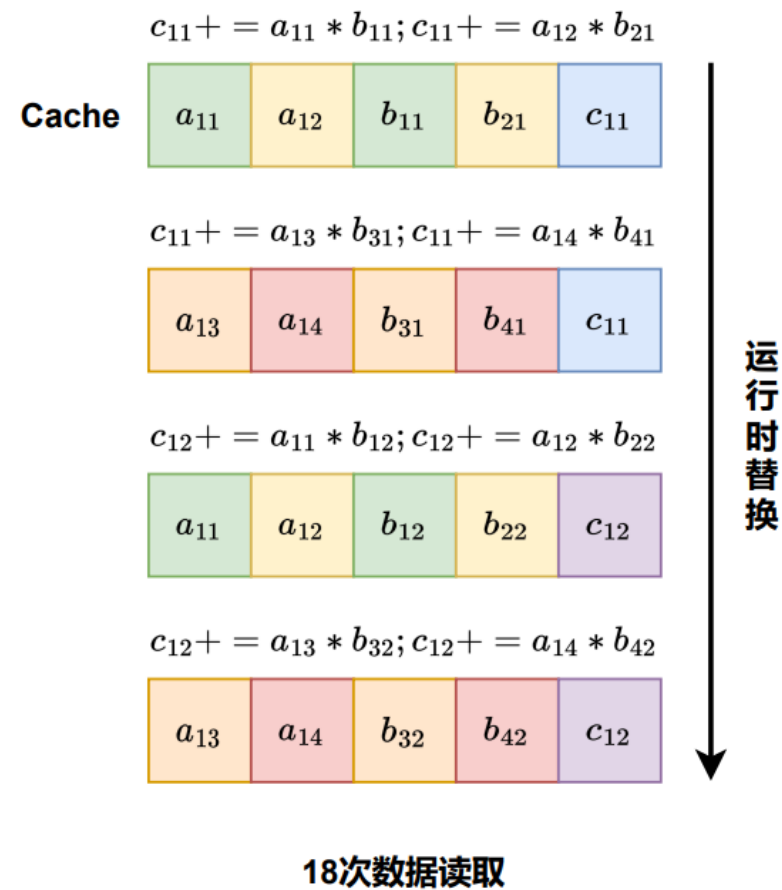 c₁₁+ = a₁₁ * b₁₁; c₁₁+ = a₁₂ * b₂₁
Cache
a₁₁ a₁₂ b₁₁ b₂₁ c₁₁
c₁₁+ = a₁₃ * b₃₁; c₁₁+ = a₁₄ * b₄₁
a₁₃ a₁₄ b₃₁ b₄₁ c₁₁
c₁₂+ = a₁₁ * b₁₂; c₁₂+ = a₁₂ * b₂₂
a₁₁ a₁₂ b₁₂ b₂₂ c₁₂
c₁₂+ = a₁₃ * b₃₂; c₁₂+ = a₁₄ * b₄₂
a₁₃ a₁₄ b₃₂ b₄₂ c₁₂
运行时替换
18次数据读取